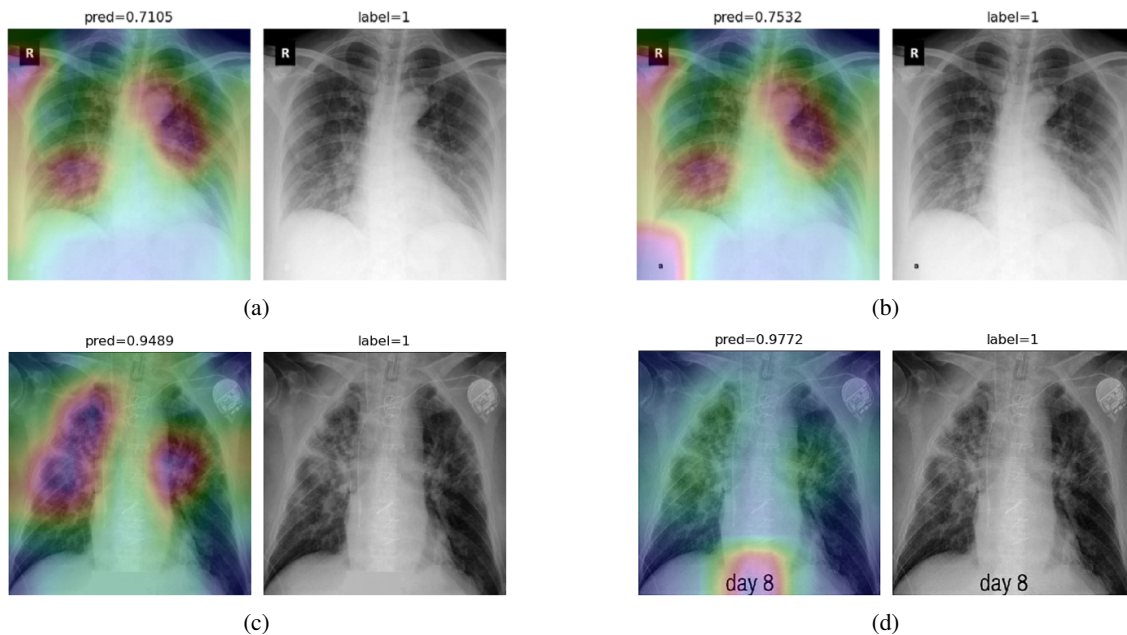 pred=0.7105 label=1 pred=0.7532 label=1
R R R R
a a
(a) (b)
pred=0.9489 label=1 pred=0.9772 label=1
day 8 day 8
(c) (d)